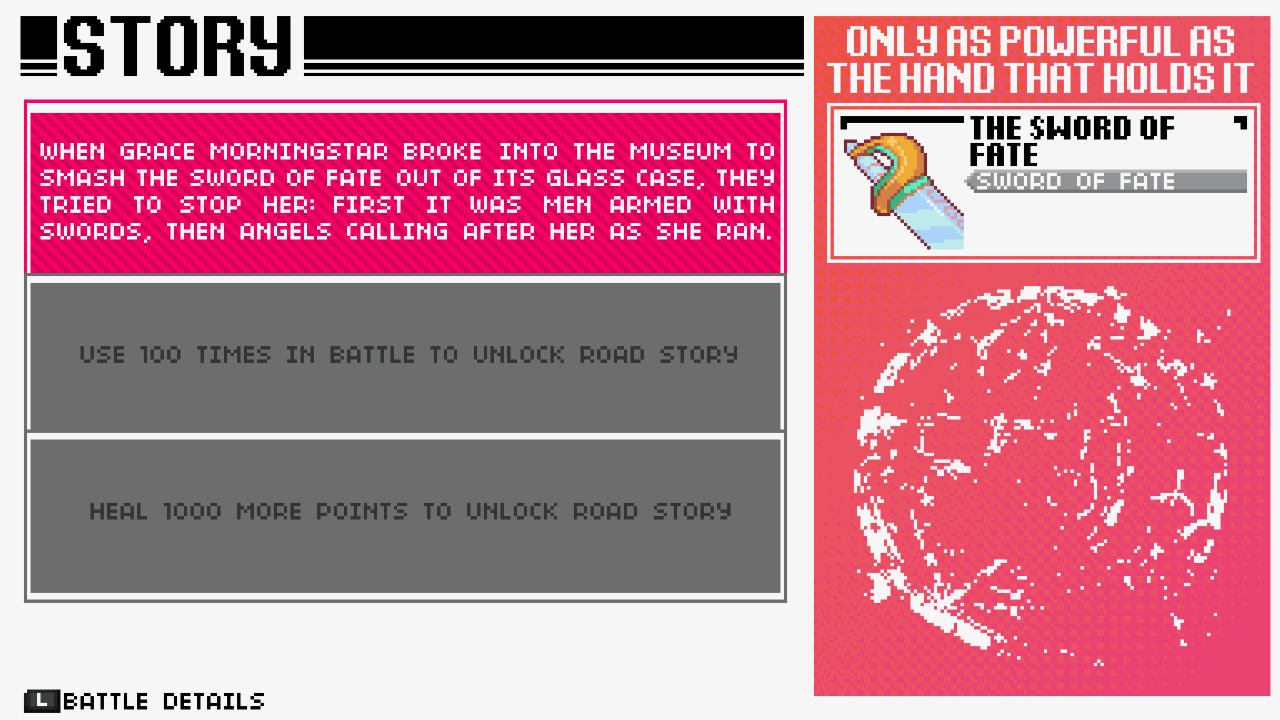 STORY
WHEN GRACE MORNINGSTAR BROKE INTO THE MUSEUM TO
SMASH THE SWORD OF FATE OUT OF ITS GLASS CASE, THEY
TRIED TO STOP HER: FIRST IT WAS MEN ARMED WITH
SWORDS, THEN ANGELS CALLING AFTER HER AS SHE RAN.
USE 100 TIMES IN BATTLE TO UNLOCK ROAD STORY
HEAL 1000 MORE POINTS TO UNLOCK ROAD STORY
L BATTLE DETAILS
ONLY AS POWERFUL AS
THE HAND THAT HOLDS IT
THE SWORD OF
FATE
SWORD OF FATE